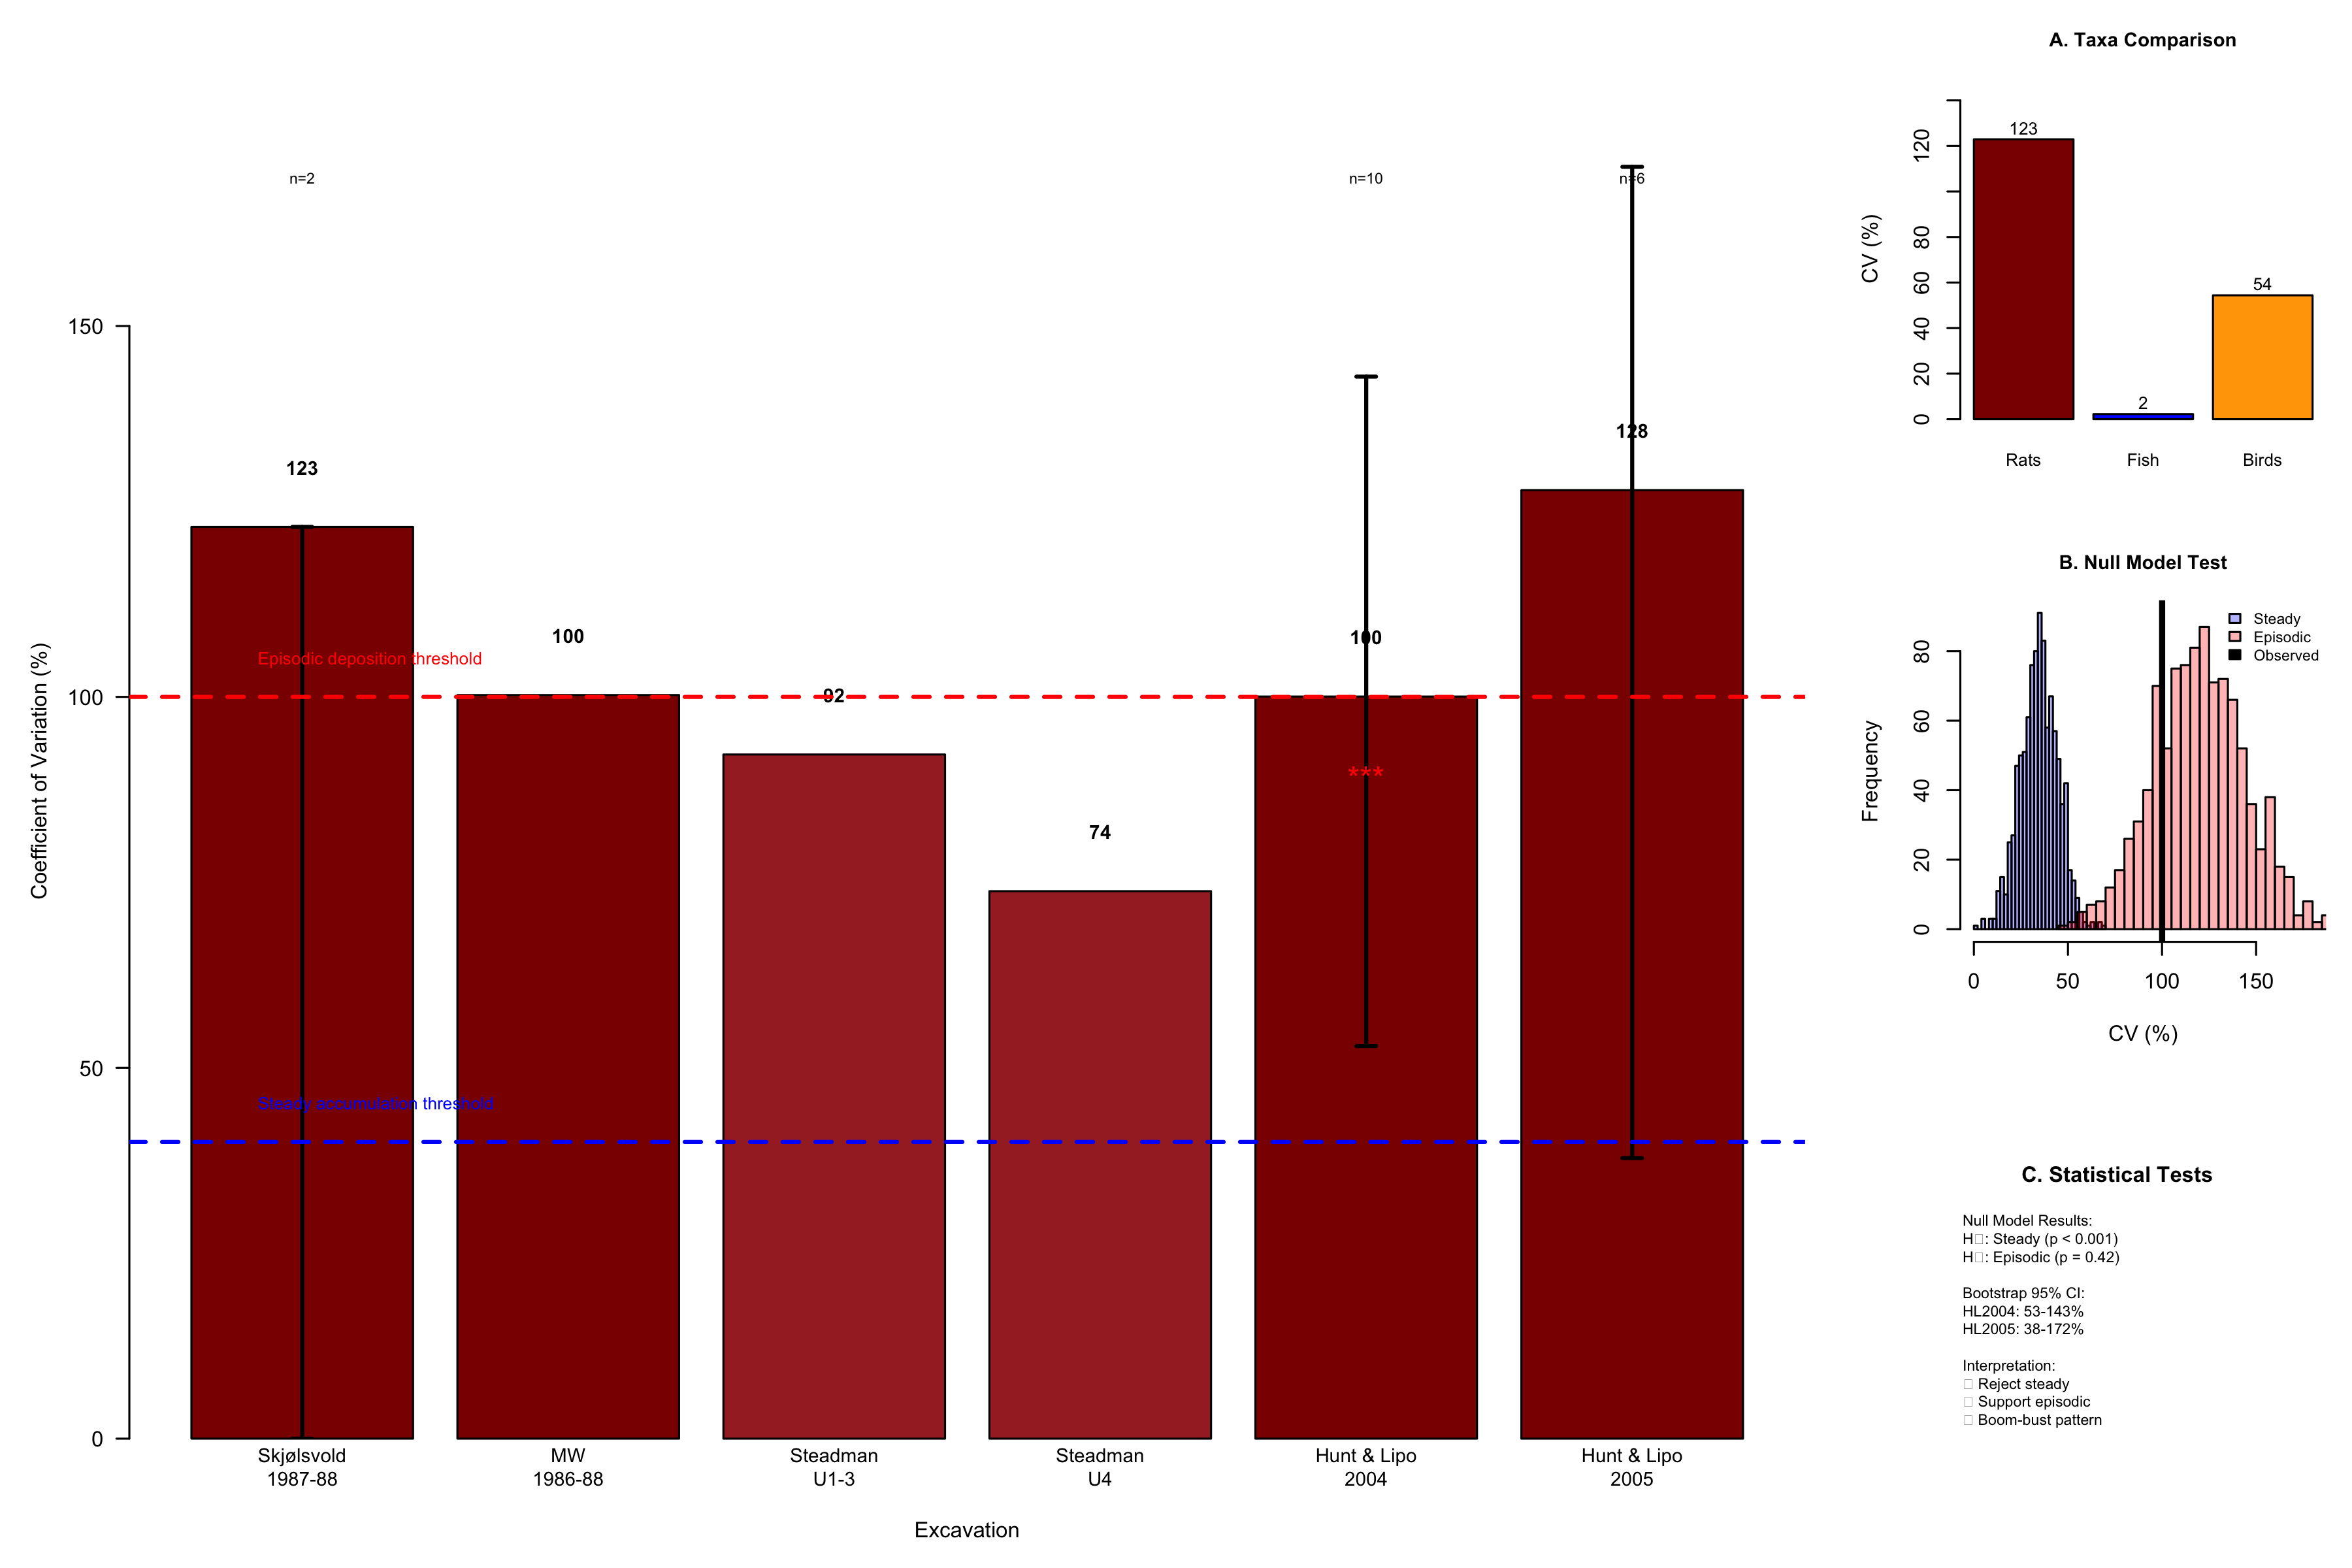 n=2
n=10
n=6
150
100
50
0
Coefficient of Variation (%)
123
100
92
74
100
128
Episodic deposition threshold
***
Steady accumulation threshold
Skjølsvold
1987-88
MW
1986-88
Steadman
U1-3
Steadman
U4
Hunt & Lipo
2004
Hunt & Lipo
2005
Excavation
A. Taxa Comparison
CV (%)
0
20
40
60
80
120
123
2
54
Rats
Fish
Birds
B. Null Model Test
Steady
Episodic
Observed
Frequency
0
20
40
60
80
0
50
100
150
CV (%)
C. Statistical Tests
Null Model Results:
H□: Steady (p < 0.001)
H□: Episodic (p = 0.42)
Bootstrap 95% CI:
HL2004: 53-143%
HL2005: 38-172%
Interpretation:
□ Reject steady
□ Support episodic
□ Boom-bust pattern